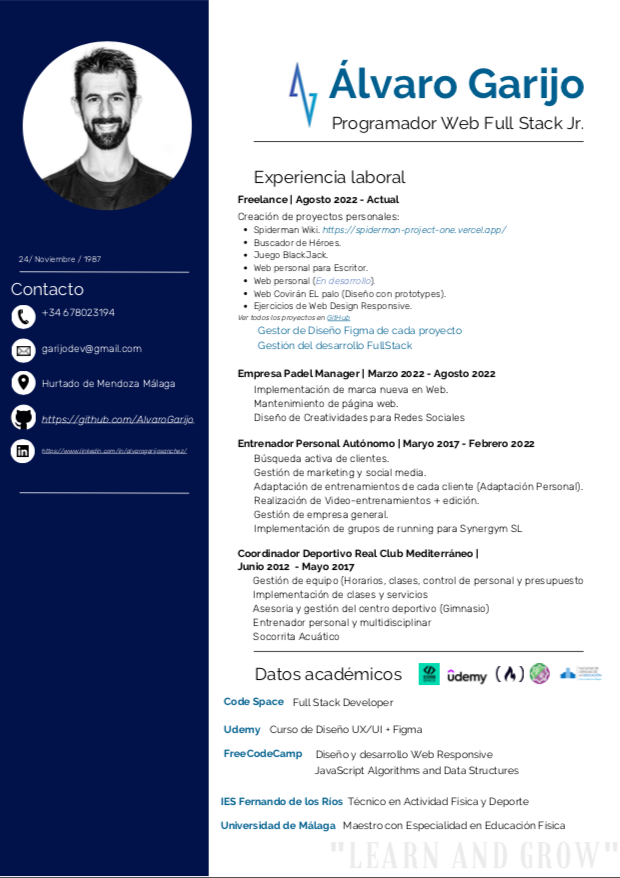 Álvaro Garijo
Programador Web Full Stack Jr.
24/ Noviembre / 1987
Contacto
+34 678023194
garijodev@gmail.com
Hurtado de Mendoza Málaga
https://github.com/AlvaroGarijo
https://www.linkedin.com/in/alvarogarijosanchez/
Experiencia laboral
Freelance | Agosto 2022 - Actual
Creación de proyectos personales:
Spiderman Wiki. https://spiderman-project-one.vercel.app/
Buscador de Héroes.
Juego BlackJack.
Web personal para Escritor.
Web personal (En desarrollo).
Web Covirán EL palo (Diseño con prototypes).
Ejercicios de Web Design Responsive.
Ver todos los proyectos en GitHub
Gestor de Diseño Figma de cada proyecto
Gestión del desarrollo FullStack
Empresa Padel Manager | Marzo 2022 - Agosto 2022
Implementación de marca nueva en Web.
Mantenimiento de página web.
Diseño de Creatividades para Redes Sociales
Entrenador Personal Autónomo | Maryo 2017 - Febrero 2022
Búsqueda activa de clientes.
Gestión de marketing y social media.
Adaptación de entrenamientos de cada cliente (Adaptación Personal).
Realización de Video-entrenamientos + edición.
Gestión de empresa general.
Implementación de grupos de running para Synergym SL
Coordinador Deportivo Real Club Mediterráneo |
Junio 2012 - Mayo 2017
Gestión de equipo (Horarios, clases, control de personal y presupuesto
Implementación de clases y servicios
Asesoria y gestión del centro deportivo (Gimnasio)
Entrenador personal y multidisciplinar
Socorrita Acuático
Datos académicos
udemy
Code Space Full Stack Developer
Udemy Curso de Diseño UX/UI + Figma
FreeCodeCamp Diseño y desarrollo Web Responsive
JavaScript Algorithms and Data Structures
IES Fernando de los Ríos Técnico en Actividad Física y Deporte
Universidad de Málaga Maestro con Especialidad en Educación Física
"LEARN AND GROW"